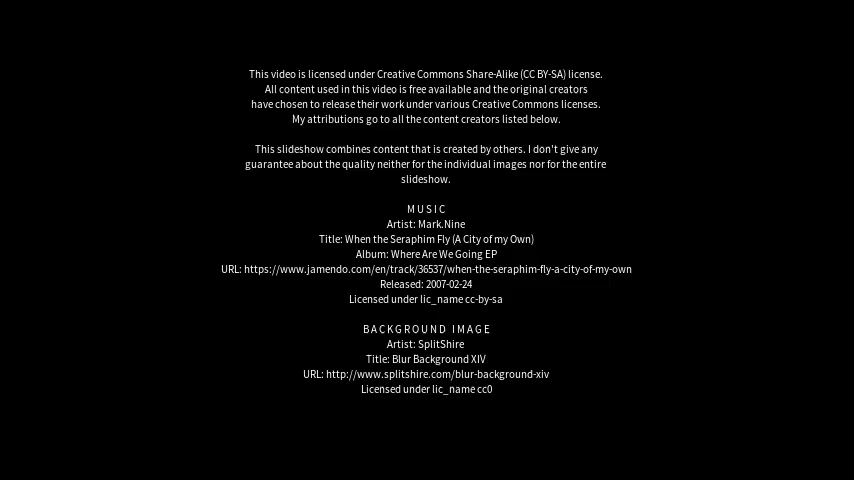 This video is licensed under Creative Commons Share-Alike (CC BY-SA) license.
All content used in this video is free available and the original creators
have chosen to release their work under various Creative Commons licenses.
My attributions go to all the content creators listed below.
This slideshow combines content that is created by others. I don't give any
guarantee about the quality neither for the individual images nor for the entire
slideshow.
MUSIC
Artist: Mark.Nine
Title: When the Seraphim Fly (A City of my Own)
Album: Where Are We Going EP
URL: https://www.jamendo.com/en/track/36537/when-the-seraphim-fly-a-city-of-my-own
Released: 2007-02-24
Licensed under lic_name cc-by-sa
BACKGROUND IMAGE
Artist: SplitShire
Title: Blur Background XIV
URL: http://www.splitshire.com/blur-background-xiv
Licensed under lic_name cc0